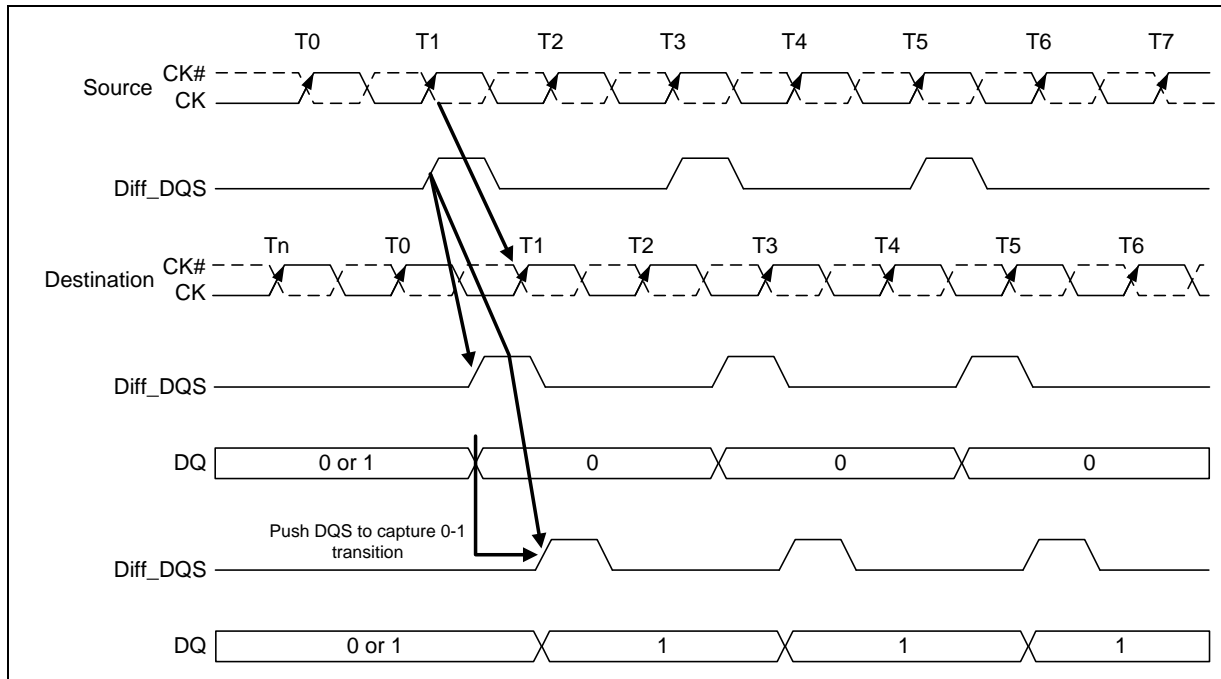 T0 T1 T2 T3 T4 T5 T6 T7
Source CK#
CK
Diff_DQS
Tn T0 T1 T2 T3 T4 T5 T6
Destination CK#
CK
Diff_DQS
DQ 0 or 1 0 0 0
Push DQS to capture 0-1
transition
Diff_DQS
DQ 0 or 1 1 1 1